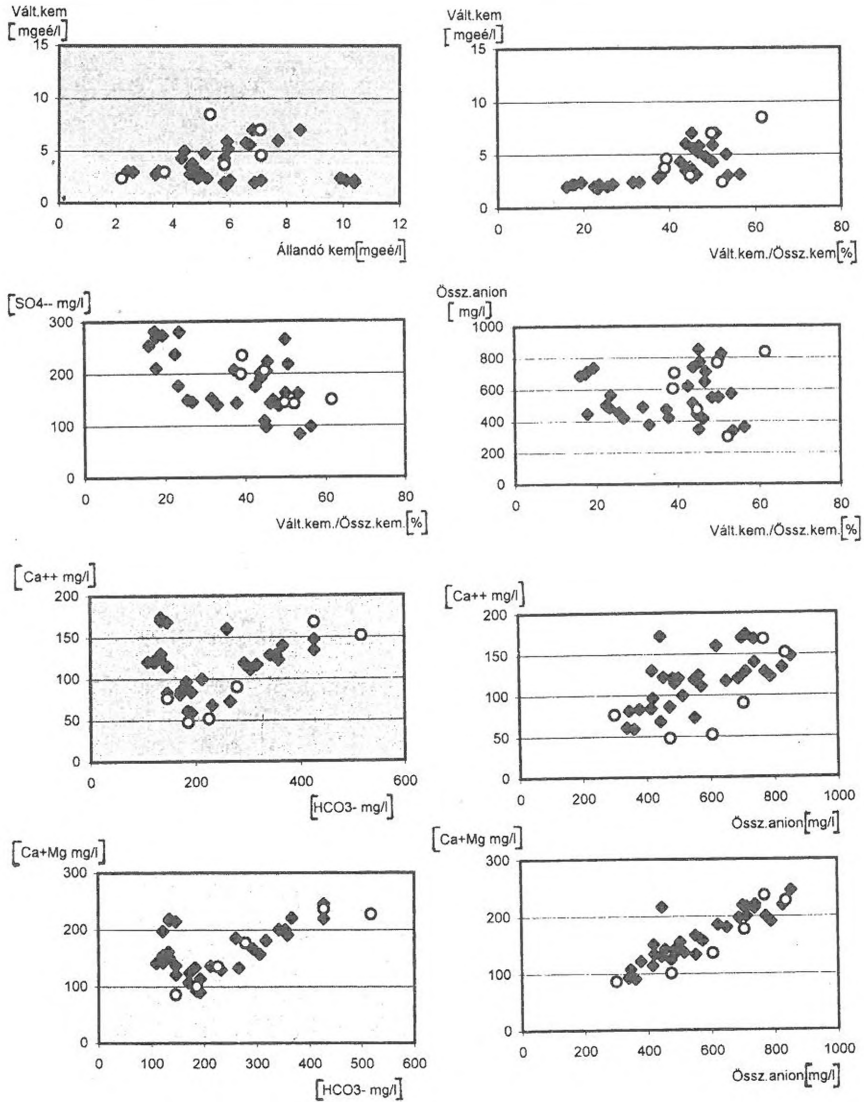 Vált.kem
[mgeé/l]
15
10
5
0
0 2 4 6 8 10 12
Állandó kem[mgeé/l]
Vált.kem
[mgeé/l]
15
10
5
0
0 20 40 60 80
Vált.kem./Össz.kem[%]
[SO4-- mg/l]
300
200
100
0
0 20 40 60 80
Vált.kem./Össz.kem.[%]
Össz.anion
[mg/l]
1000
800
600
400
200
0
0 20 40 60 80
Vált.kem./Össz.kem.[%]
[Ca++ mg/l]
200
150
100
50
0
0 200 400 600
[HCO3- mg/l]
[Ca++ mg/l]
200
150
100
50
0
0 200 400 600 800 1000
Össz.anion[mg/l]
[Ca+Mg mg/l]
300
200
100
0
0 100 200 300 400 500 600
[HCO3- mg/l]
[Ca+Mg mg/l]
300
200
100
0
0 200 400 600 800 1000
Össz.anion[mg/l]